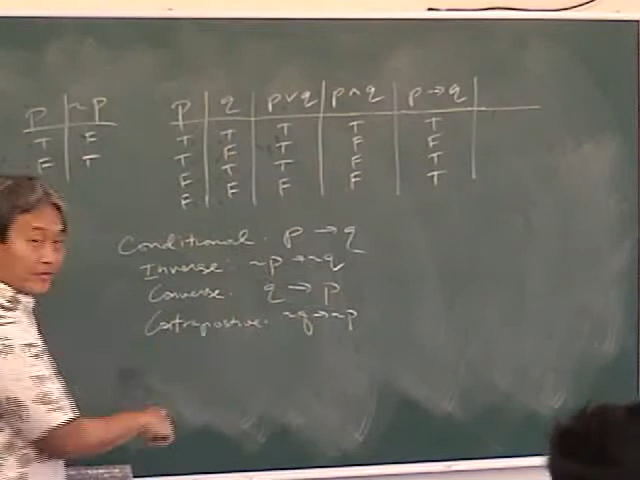 P ~P
T F
F T
P q p∨q p∧q p→q
T T T T T
T F T F F
F T T F T
F F F F T
Conditional: p → q
Inverse: ~p → ~q
Converse: q → p
Contrapositive: ~q → ~p